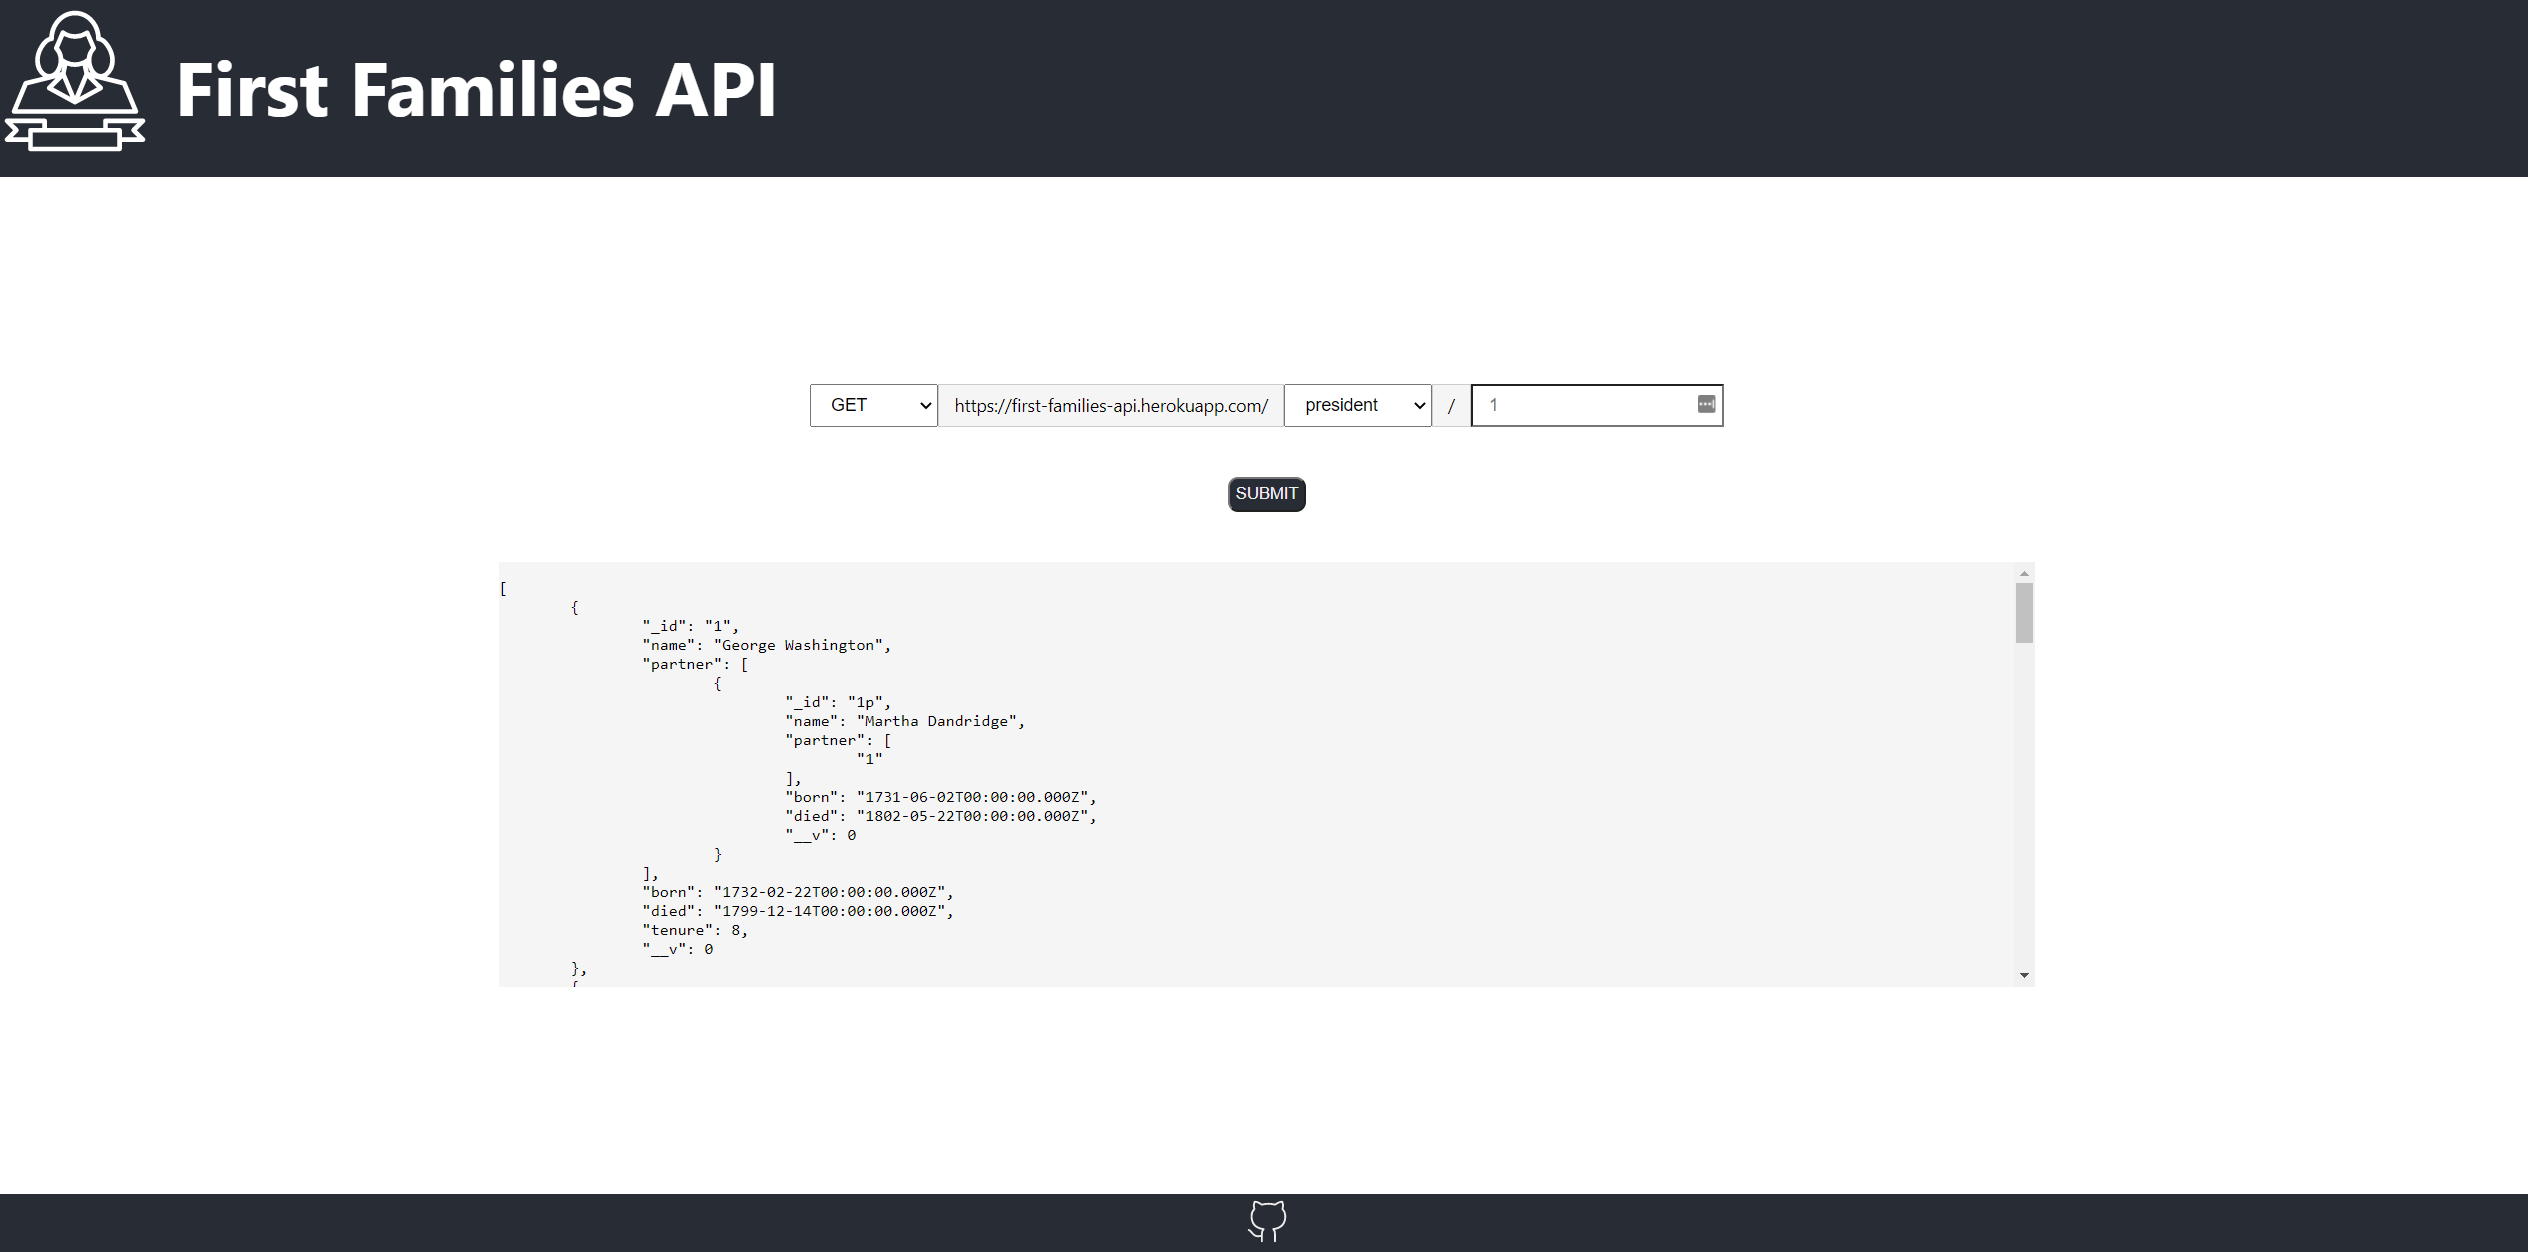 First Families API
GET https://first-families-api.herokuapp.com/ president / 1
SUBMIT
[
{
"_id": "1",
"name": "George Washington",
"partner": [
{
"_id": "1p",
"name": "Martha Dandridge",
"partner": [
"1"
],
"born": "1731-06-02T00:00:00.000Z",
"died": "1802-05-22T00:00:00.000Z",
"__v": 0
}
],
"born": "1732-02-22T00:00:00.000Z",
"died": "1799-12-14T00:00:00.000Z",
"tenure": 8,
"__v": 0
},
{